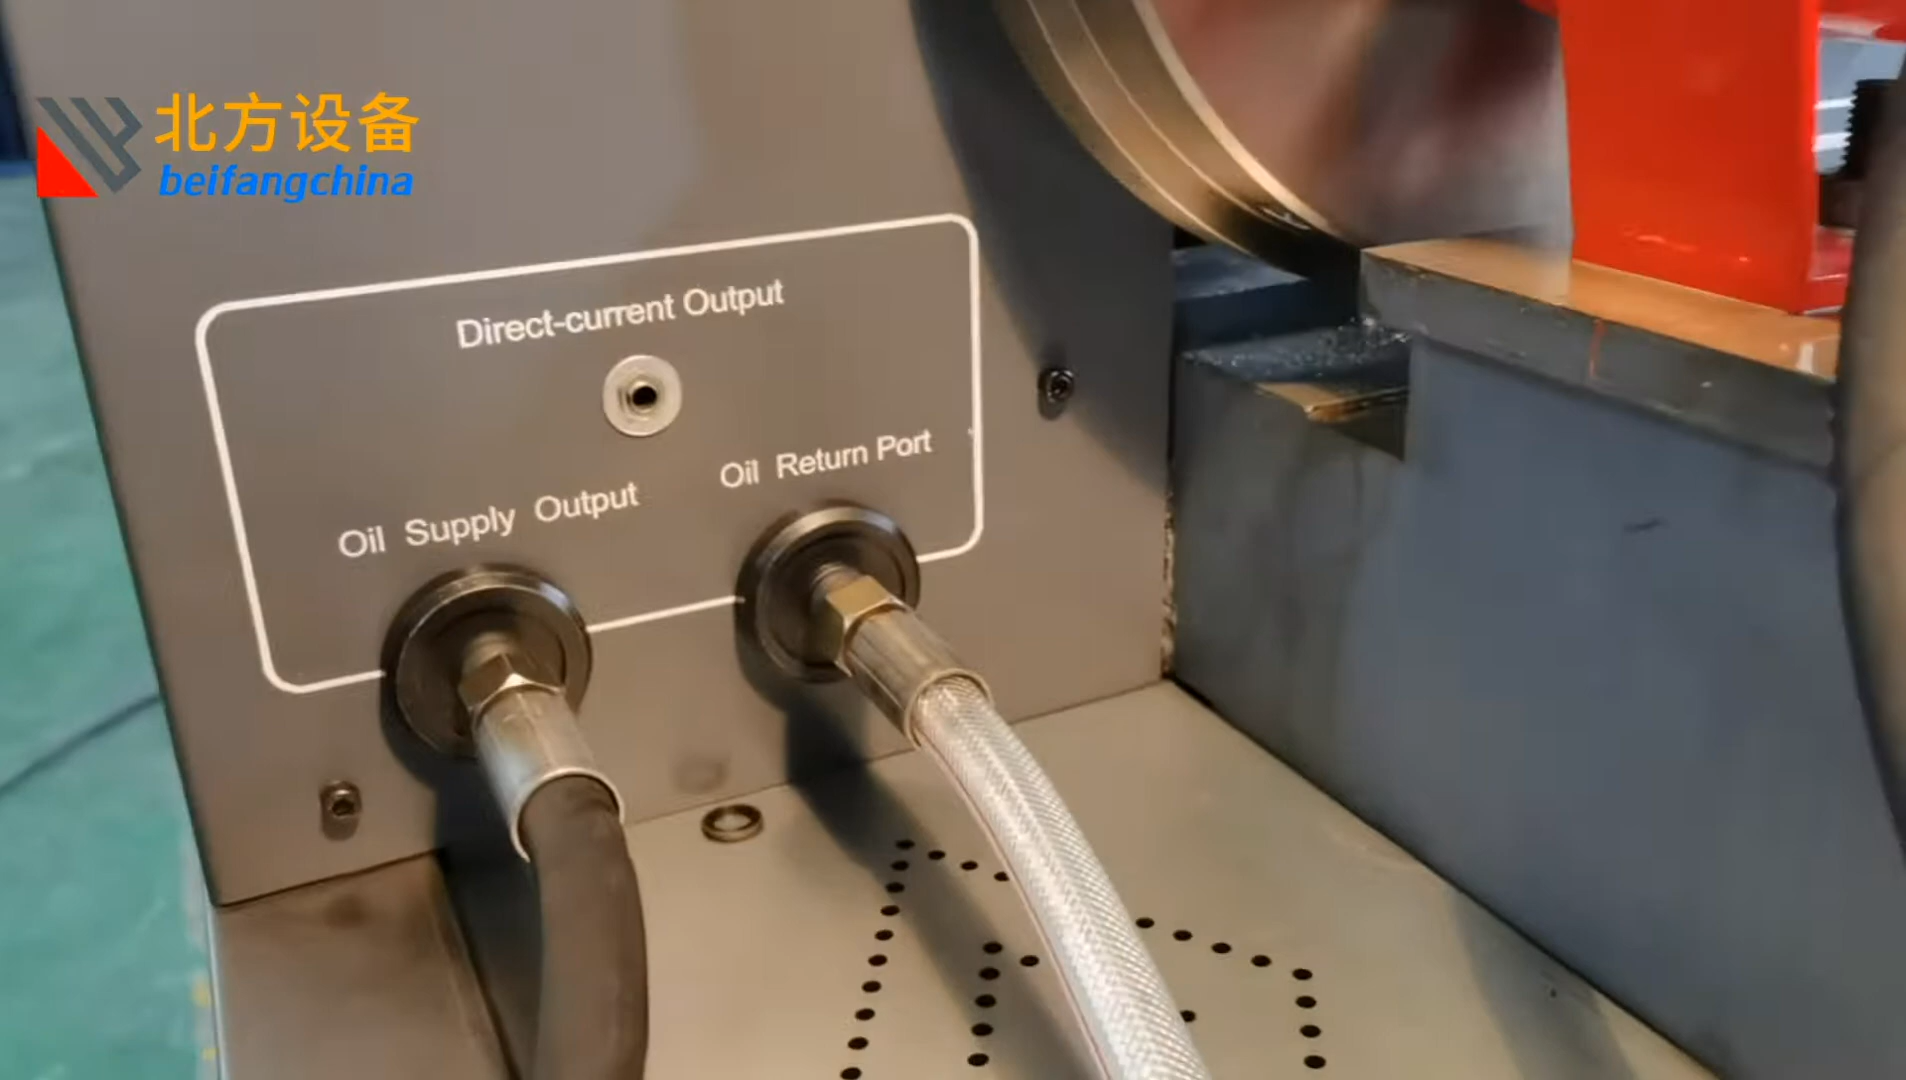 北方设备
beifangchina
Direct-current Output
Oil Supply Output
Oil Return Port